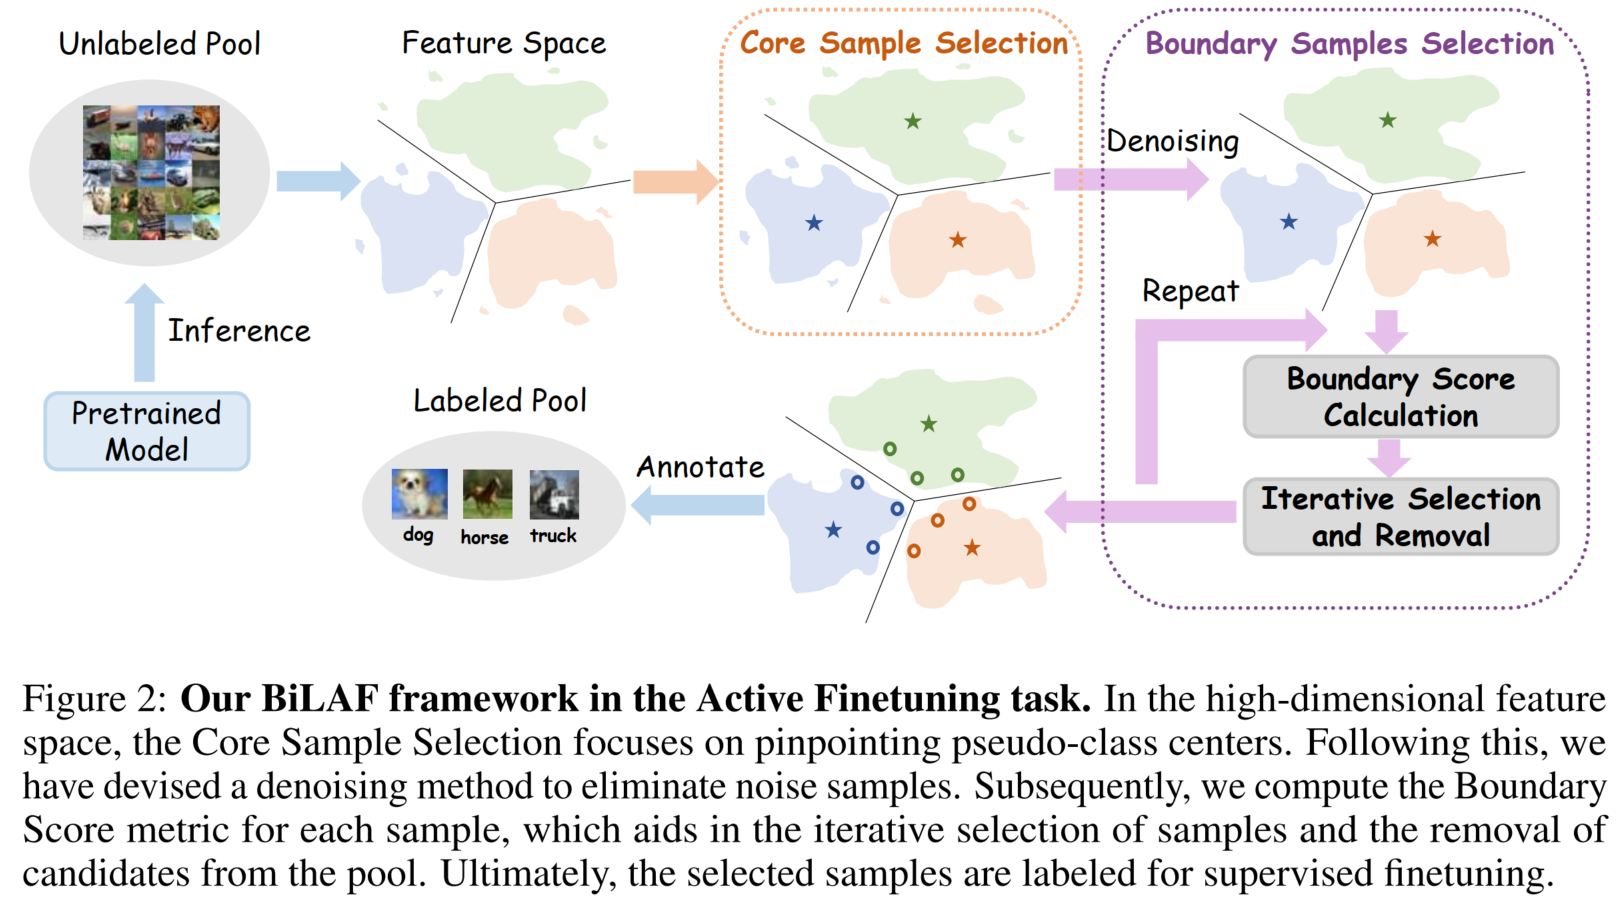 Unlabeled Pool
Feature Space
Core Sample Selection
Boundary Samples Selection
Denoising
Repeat
Inference
Pretrained
Model
Labeled Pool
dog
horse
truck
Annotate
Boundary Score
Calculation
Iterative Selection
and Removal
Figure 2: Our BiLAF framework in the Active Finetuning task. In the high-dimensional feature
space, the Core Sample Selection focuses on pinpointing pseudo-class centers. Following this, we
have devised a denoising method to eliminate noise samples. Subsequently, we compute the Boundary
Score metric for each sample, which aids in the iterative selection of samples and the removal of
candidates from the pool. Ultimately, the selected samples are labeled for supervised finetuning.